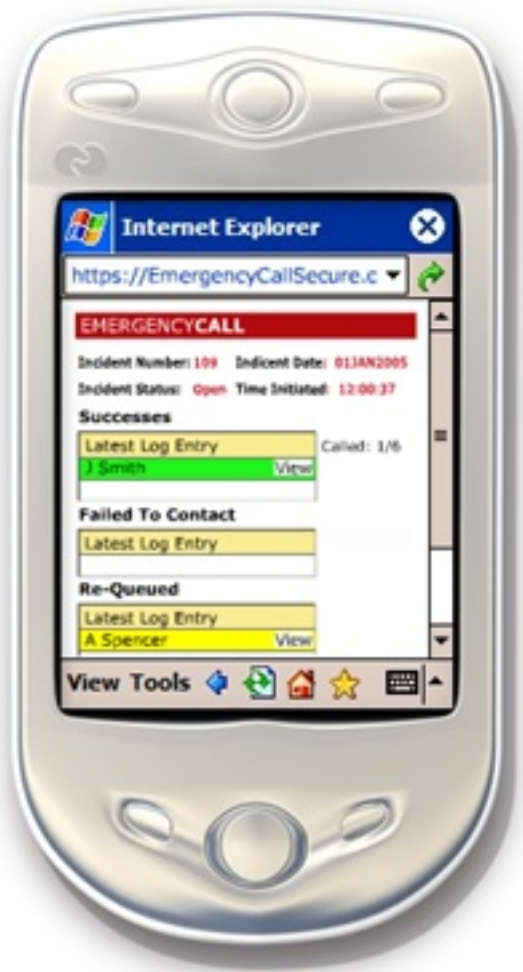 Internet Explorer
https://EmergencyCallSecure.c
EMERGENCYCALL
Incident Number: 109 Indicent Date: 01JAN2005
Incident Status: Open Time Initiated: 12:00:37
Successes
Latest Log Entry Called: 1/6
J Smith View
Failed To Contact
Latest Log Entry
Re-Queued
Latest Log Entry
A Spencer View
View Tools